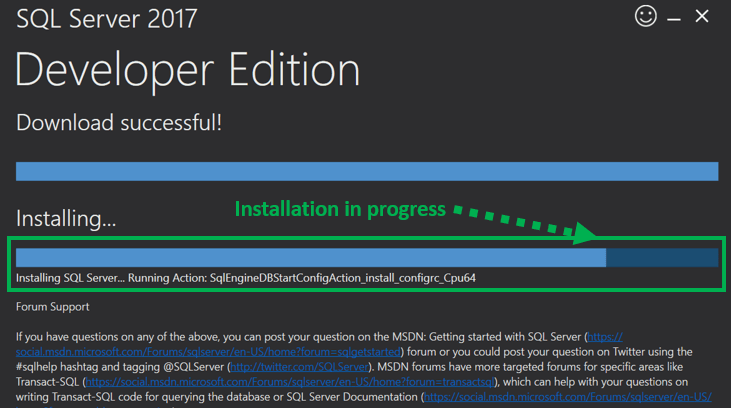 SQL Server 2017
Developer Edition
Download successful!
Installing...
Installation in progress
Installing SQL Server... Running Action: SqlEngineDBStartConfigAction_install_configrc_Cpu64
Forum Support
If you have questions on any of the above, you can post your question on the MSDN: Getting started with SQL Server (https://
social.msdn.microsoft.com/Forums/sqlserver/en-US/home?forum=sqlgetstarted) forum or you could post your question on Twitter using the
#sqlhelp hashtag and tagging @SQLServer (http://twitter.com/SQLServer). MSDN forums have more targeted forums for specific areas like
Transact-SQL (https://social.msdn.microsoft.com/Forums/sqlserver/en-US/home?forum=transactsql), which can help with your questions on
writing Transact-SQL code for querying the database or SQL Server Documentation (https://social.msdn.microsoft.com/Forums/sqlserver/en-US/